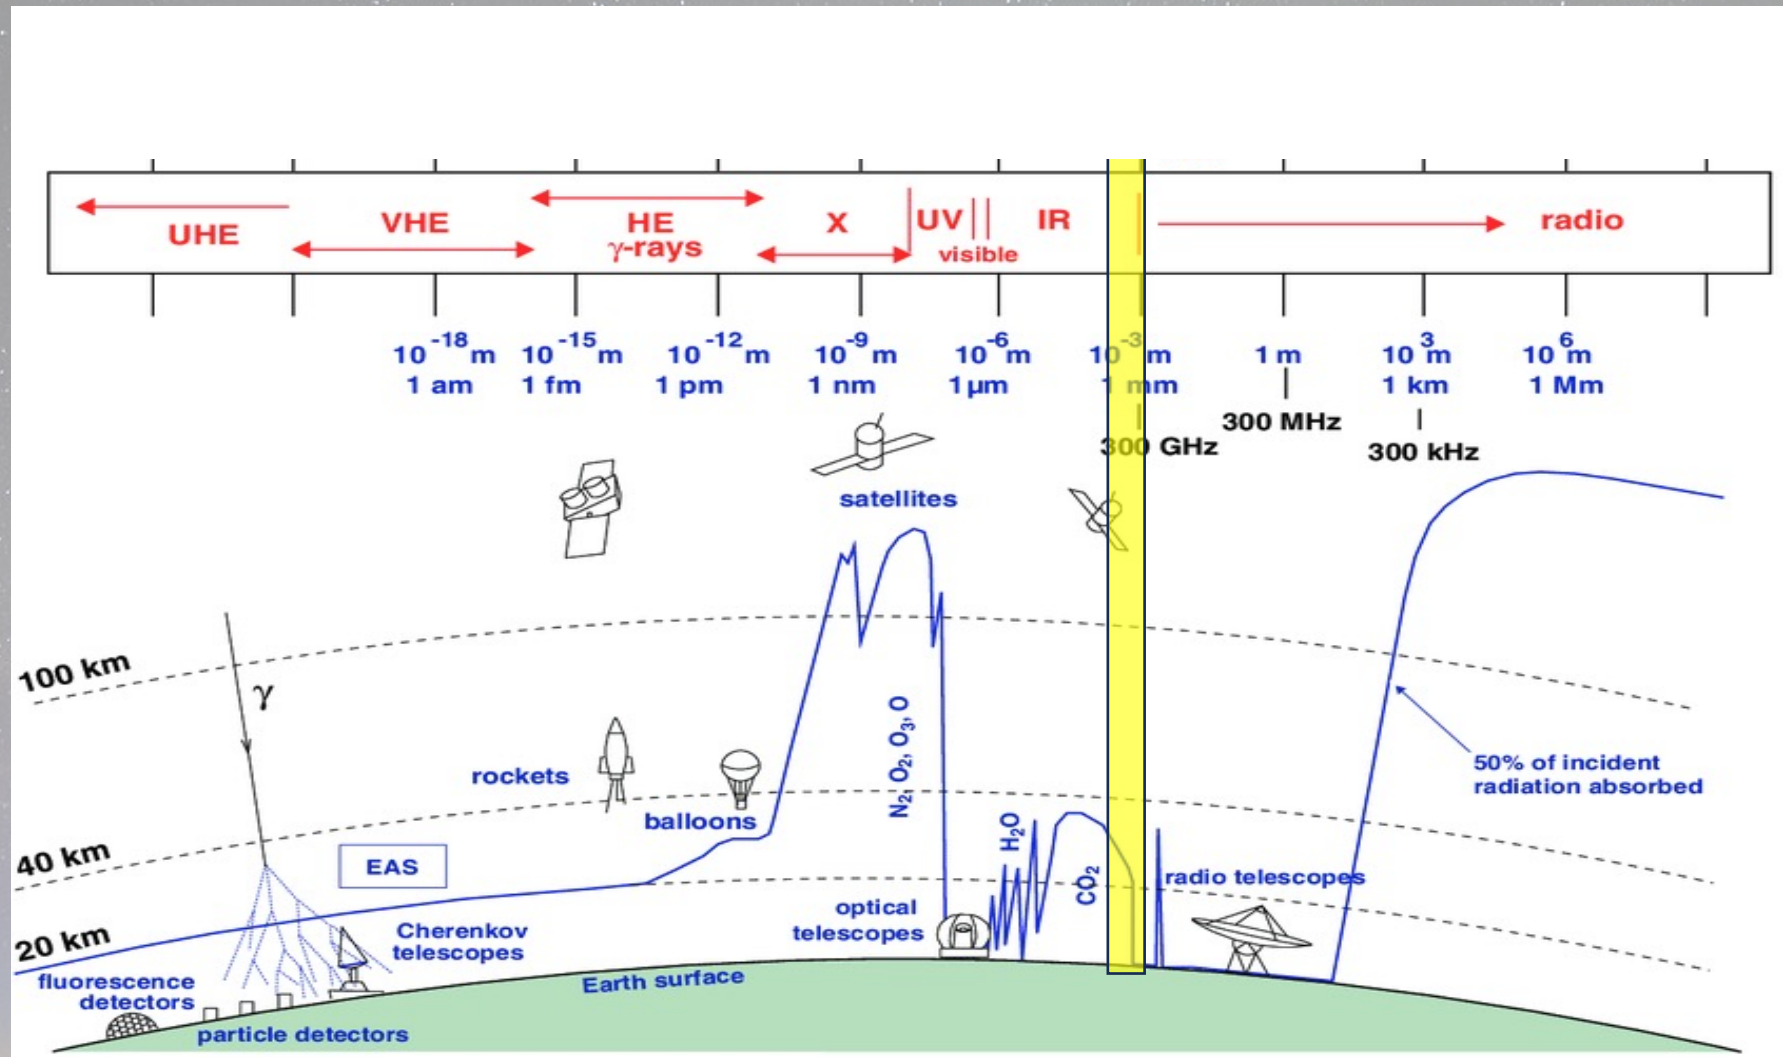 UHE
VHE
HE
γ-rays
X
UV
visible
IR
radio
10⁻¹⁸ m 10⁻¹⁵ m 10⁻¹² m 10⁻⁹ m 10⁻⁶ m 10⁻³ m 1 m 10³ m 10⁶ m
1 am 1 fm 1 pm 1 nm 1μm 1 mm 1 km 1 Mm
300 MHz
300 GHz
300 kHz
satellites
100 km
γ
N₂, O₂, O₃, O
rockets
50% of incident
radiation absorbed
balloons
H₂O
40 km
EAS
CO₂
radio telescopes
optical
telescopes
20 km
Cherenkov
telescopes
fluorescence
detectors
Earth surface
particle detectors